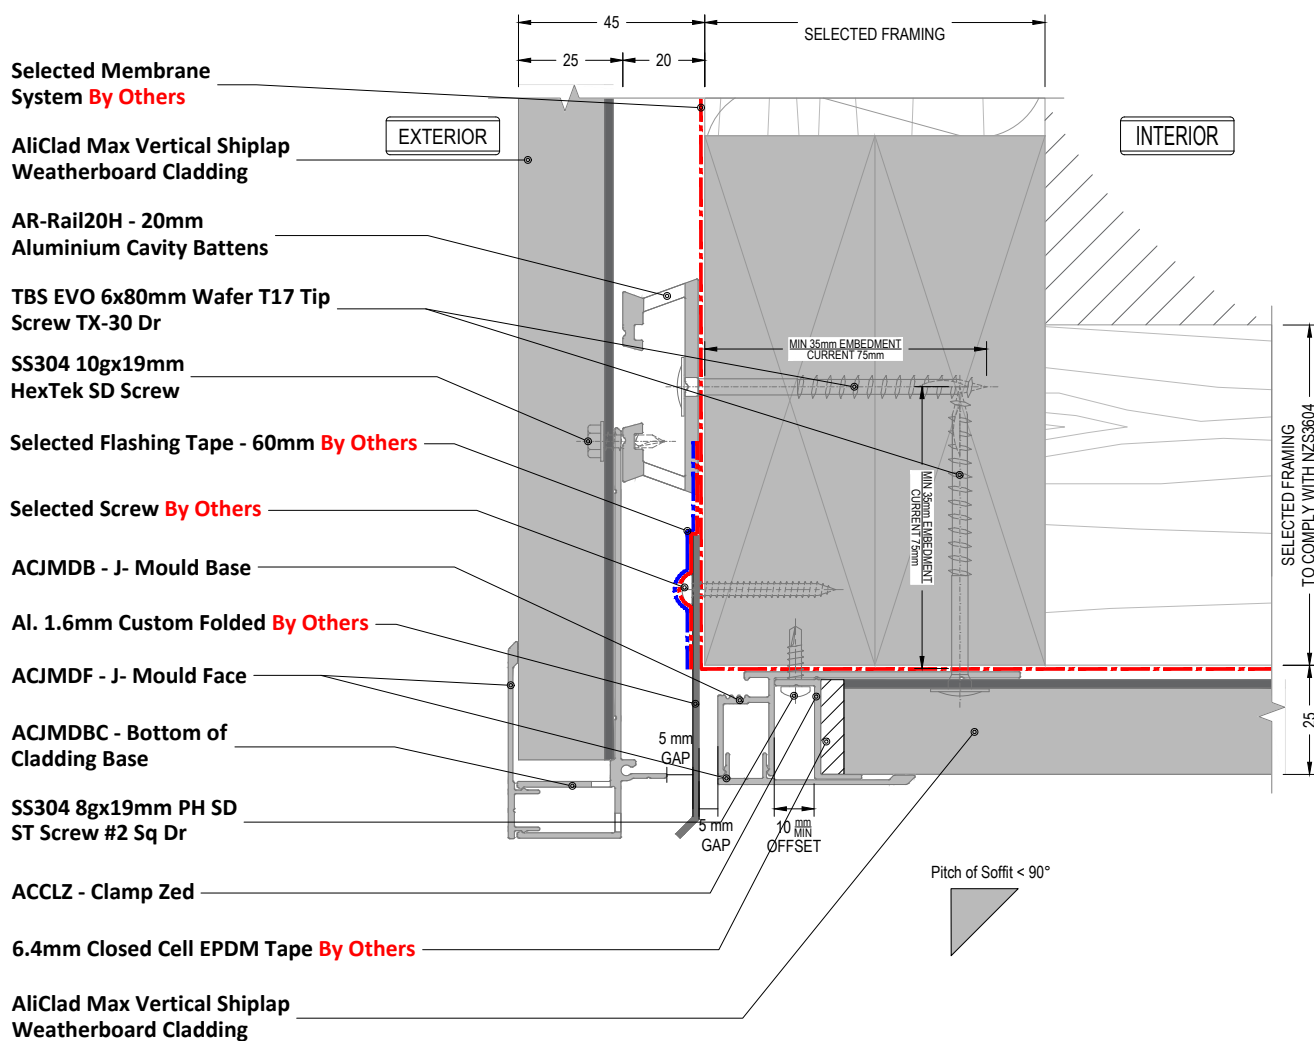 45
SELECTED FRAMING
25
20
Selected Membrane
System By Others
EXTERIOR
INTERIOR
AliClad Max Vertical Shiplap
Weatherboard Cladding
AR-Rail20H - 20mm
Aluminium Cavity Battens
TBS EVO 6x80mm Wafer T17 Tip
Screw TX-30 Dr
MIN 35mm EMBEDMENT
CURRENT 75mm
SS304 10gx19mm
HexTek SD Screw
Selected Flashing Tape - 60mm By Others
MIN 35mm EMBEDMENT
CURRENT 75mm
SELECTED FRAMING
TO COMPLY WITH NZS3604
Selected Screw By Others
ACJMDB - J- Mould Base
Al. 1.6mm Custom Folded By Others
ACJMDF - J- Mould Face
25
ACJMDBC - Bottom of
Cladding Base
5 mm
GAP
SS304 8gx19mm PH SD
ST Screw #2 Sq Dr
5 mm
GAP
10 mm MIN
OFFSET
Pitch of Soffit < 90°
ACCLZ - Clamp Zed
6.4mm Closed Cell EPDM Tape By Others
AliClad Max Vertical Shiplap
Weatherboard Cladding